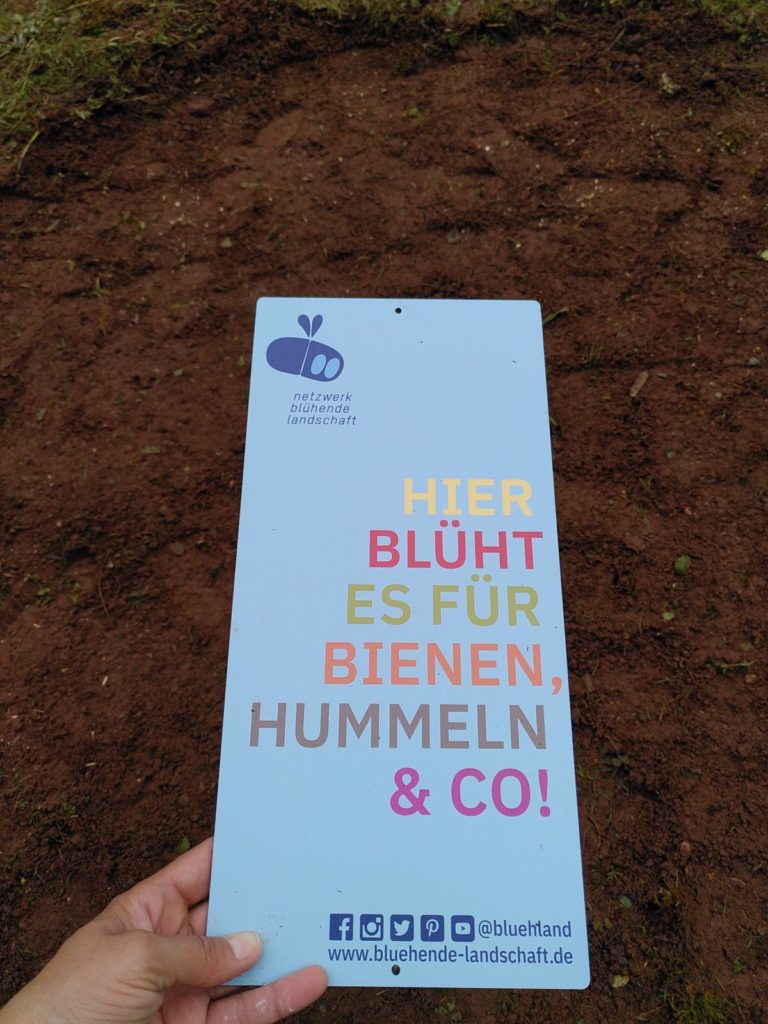 netzwerk
blühende
landschaft
HIER
BLÜHT
ES FÜR
BIENEN,
HUMMELN
& CO!
@bluehland
www.bluehende-landschaft.de